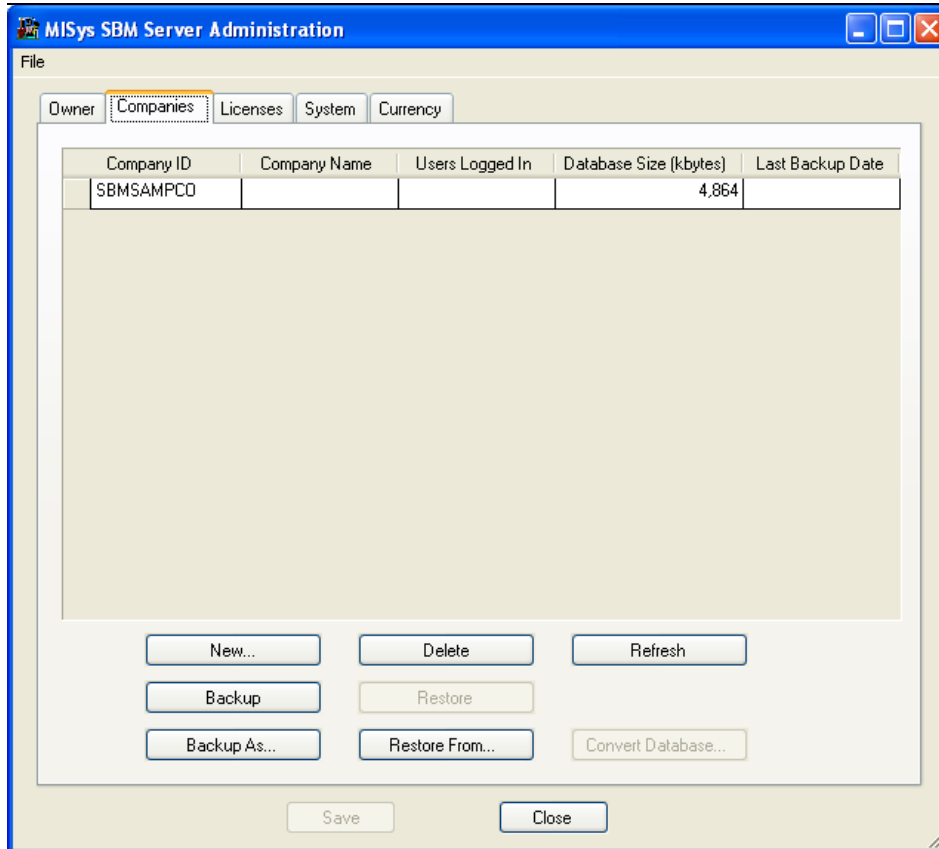 MISys SBM Server Administration
File
Owner Companies Licenses System Currency
Company ID Company Name Users Logged In Database Size (kbytes) Last Backup Date
SBMSAMPCO 4,864
New... Delete Refresh
Backup Restore
Backup As... Restore From... Convert Database...
Save Close